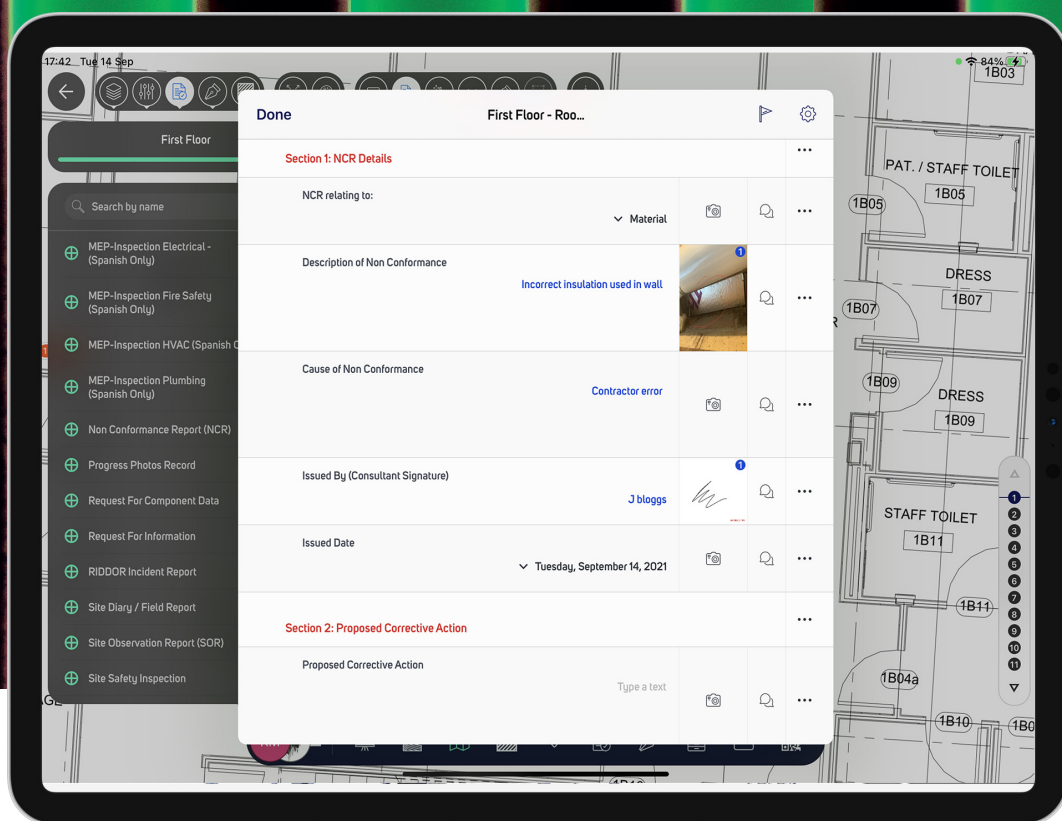 17:42 Tue 14 Sep
84%
First Floor
Search by name
MEP-Inspection Electrical -
(Spanish Only)
MEP-Inspection Fire Safety
(Spanish Only)
MEP-Inspection HVAC (Spanish
MEP-Inspection Plumbing
(Spanish Only)
Non Conformance Report (NCR)
Progress Photos Record
Request For Component Data
Request For Information
RIDDOR Incident Report
Site Diary / Field Report
Site Observation Report (SOR)
Site Safety Inspection
Done
First Floor - Roo...
Section 1: NCR Details
NCR relating to:
Material
Description of Non Conformance
Incorrect insulation used in wall
1
Cause of Non Conformance
Contractor error
Issued By (Consultant Signature)
J bloggs
1
Issued Date
Tuesday, September 14, 2021
Section 2: Proposed Corrective Action
Proposed Corrective Action
Type a text
1B03
PAT. / STAFF TOILET
1B05
1B05
DRESS
1B07
1B07
1B09
DRESS
1B09
STAFF TOILET
1B11
1B11
1B04a
1B10
1
2
3
4
5
6
7
8
9
10
11